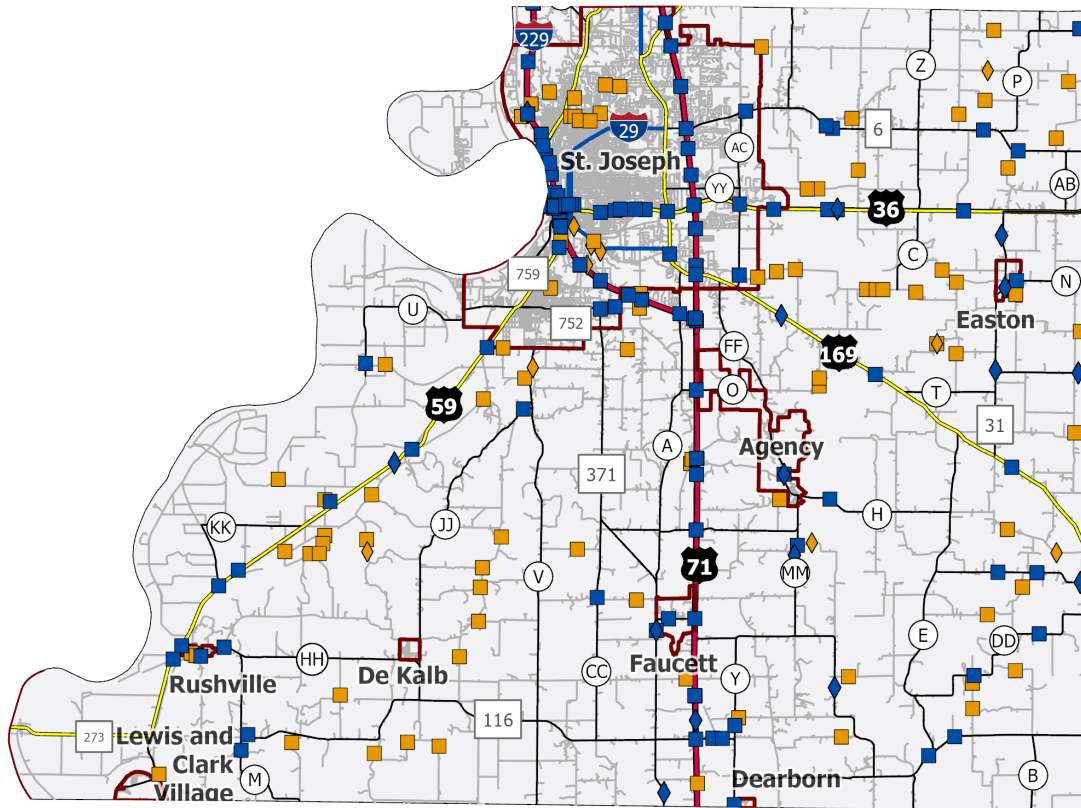 229
Z
P
29
6
AC
St. Joseph
YY
AB
36
C
759
N
U
Easton
752
FF
169
59
O
T
31
A
Agency
371
KK
JJ
H
71
V
MM
E
DD
HH
De Kalb
Rushville
Faucett
CC
Y
116
273
Lewis and
Clark
Village
M
Dearborn
B